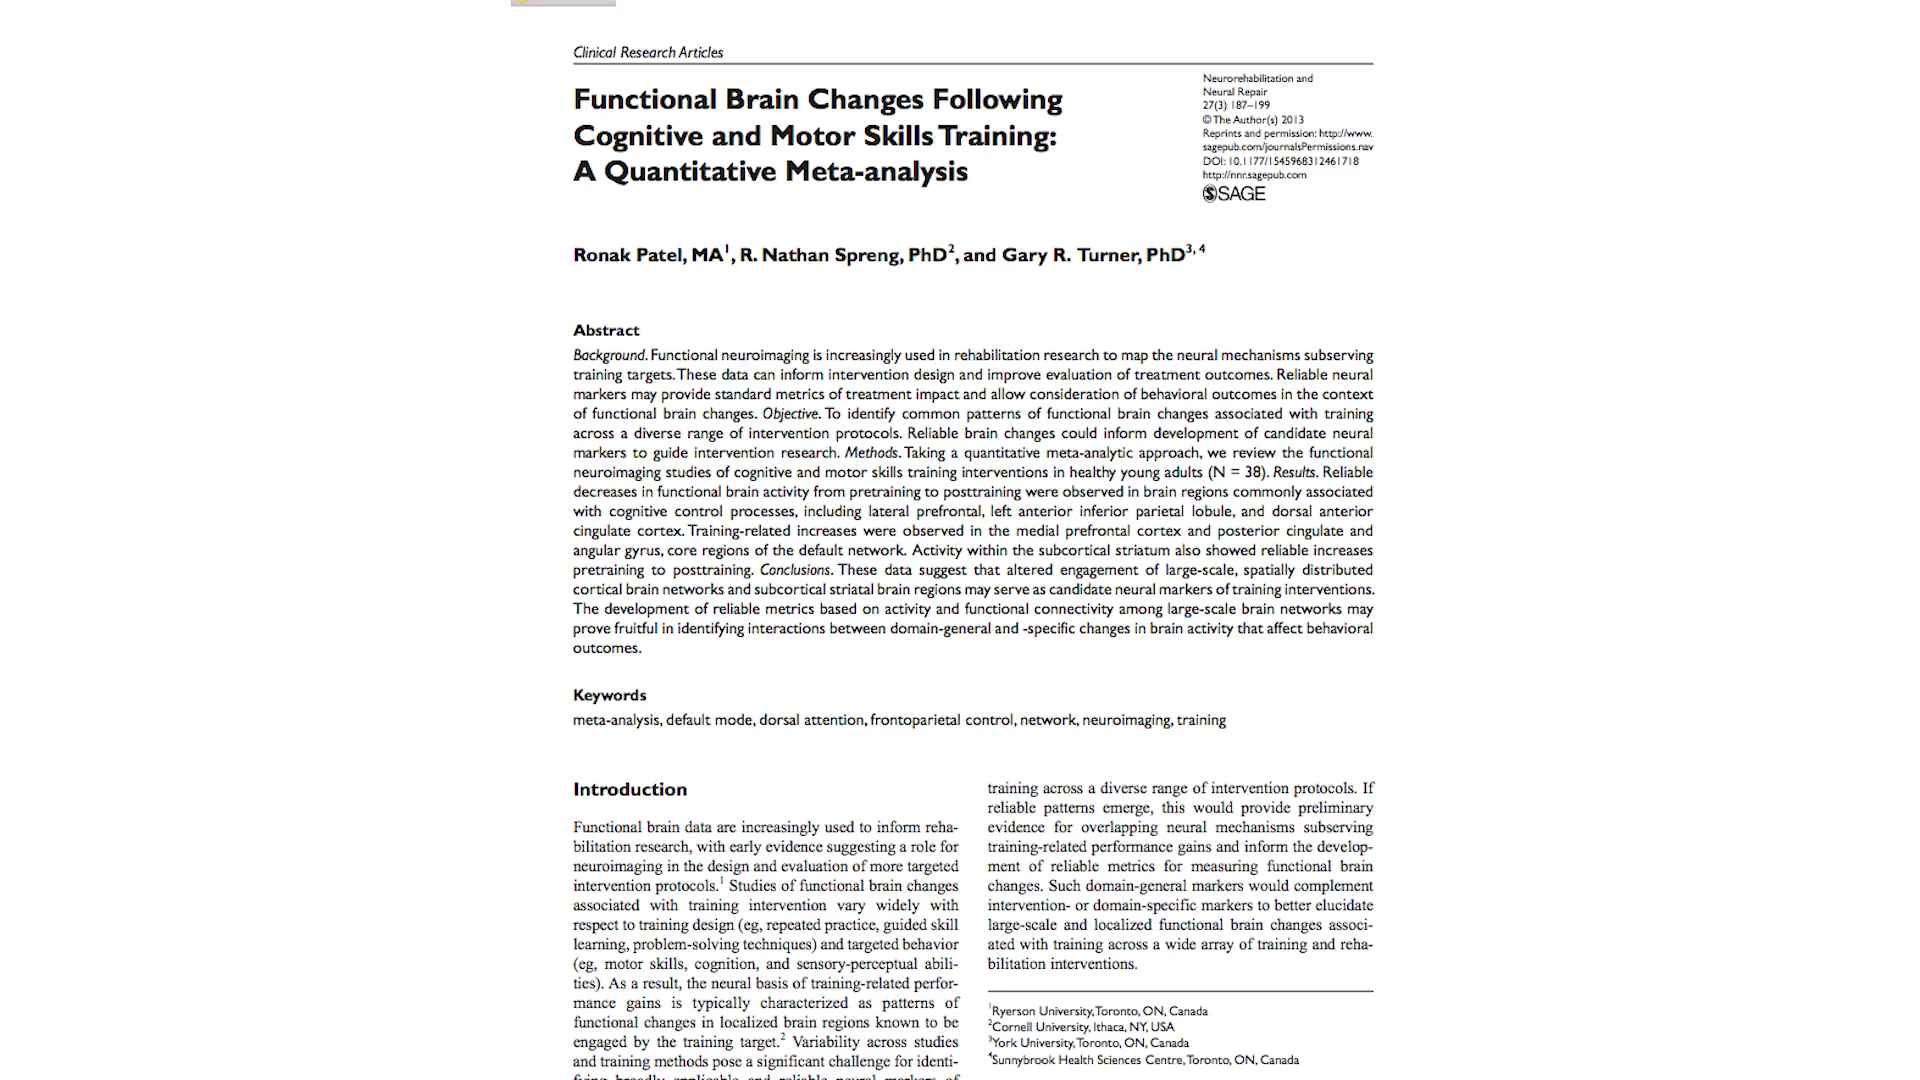 Clinical Research Articles
Functional Brain Changes Following
Cognitive and Motor Skills Training:
A Quantitative Meta-analysis
Neurorehabilitation and
Neural Repair
27(3) 187–199
© The Author(s) 2013
Reprints and permission: http://www.
sagepub.com/journalsPermissions.nav
DOI: 10.1177/1545968312461718
http://nnr.sagepub.com
SAGE
Ronak Patel, MA1, R. Nathan Spreng, PhD2, and Gary R. Turner, PhD3, 4
Abstract
Background. Functional neuroimaging is increasingly used in rehabilitation research to map the neural mechanisms subserving
training targets. These data can inform intervention design and improve evaluation of treatment outcomes. Reliable neural
markers may provide standard metrics of treatment impact and allow consideration of behavioral outcomes in the context
of functional brain changes. Objective. To identify common patterns of functional brain changes associated with training
across a diverse range of intervention protocols. Reliable brain changes could inform development of candidate neural
markers to guide intervention research. Methods. Taking a quantitative meta-analytic approach, we review the functional
neuroimaging studies of cognitive and motor skills training interventions in healthy young adults (N = 38). Results. Reliable
decreases in functional brain activity from pretraining to posttraining were observed in brain regions commonly associated
with cognitive control processes, including lateral prefrontal, left anterior inferior parietal lobule, and dorsal anterior
cingulate cortex. Training-related increases were observed in the medial prefrontal cortex and posterior cingulate and
angular gyrus, core regions of the default network. Activity within the subcortical striatum also showed reliable increases
pretraining to posttraining. Conclusions. These data suggest that altered engagement of large-scale, spatially distributed
cortical brain networks and subcortical striatal brain regions may serve as candidate neural markers of training interventions.
The development of reliable metrics based on activity and functional connectivity among large-scale brain networks may
prove fruitful in identifying interactions between domain-general and -specific changes in brain activity that affect behavioral
outcomes.
Keywords
meta-analysis, default mode, dorsal attention, frontoparietal control, network, neuroimaging, training
Introduction
Functional brain data are increasingly used to inform reha-
bilitation research, with early evidence suggesting a role for
neuroimaging in the design and evaluation of more targeted
intervention protocols.1 Studies of functional brain changes
associated with training intervention vary widely with
respect to training design (eg, repeated practice, guided skill
learning, problem-solving techniques) and targeted behavior
(eg, motor skills, cognition, and sensory-perceptual abili-
ties). As a result, the neural basis of training-related perfor-
mance gains is typically characterized as patterns of
functional changes in localized brain regions known to be
engaged by the training target.2 Variability across studies
and training methods pose a significant challenge for identi-
fying broadly applicable and reliable neural markers of
training across a diverse range of intervention protocols. If
reliable patterns emerge, this would provide preliminary
evidence for overlapping neural mechanisms subserving
training-related performance gains and inform the develop-
ment of reliable metrics for measuring functional brain
changes. Such domain-general markers would complement
intervention- or domain-specific markers to better elucidate
large-scale and localized functional brain changes associ-
ated with training across a wide array of training and reha-
bilitation interventions.
1Ryerson University, Toronto, ON, Canada
2Cornell University, Ithaca, NY, USA
3York University, Toronto, ON, Canada
4Sunnybrook Health Sciences Centre, Toronto, ON, Canada